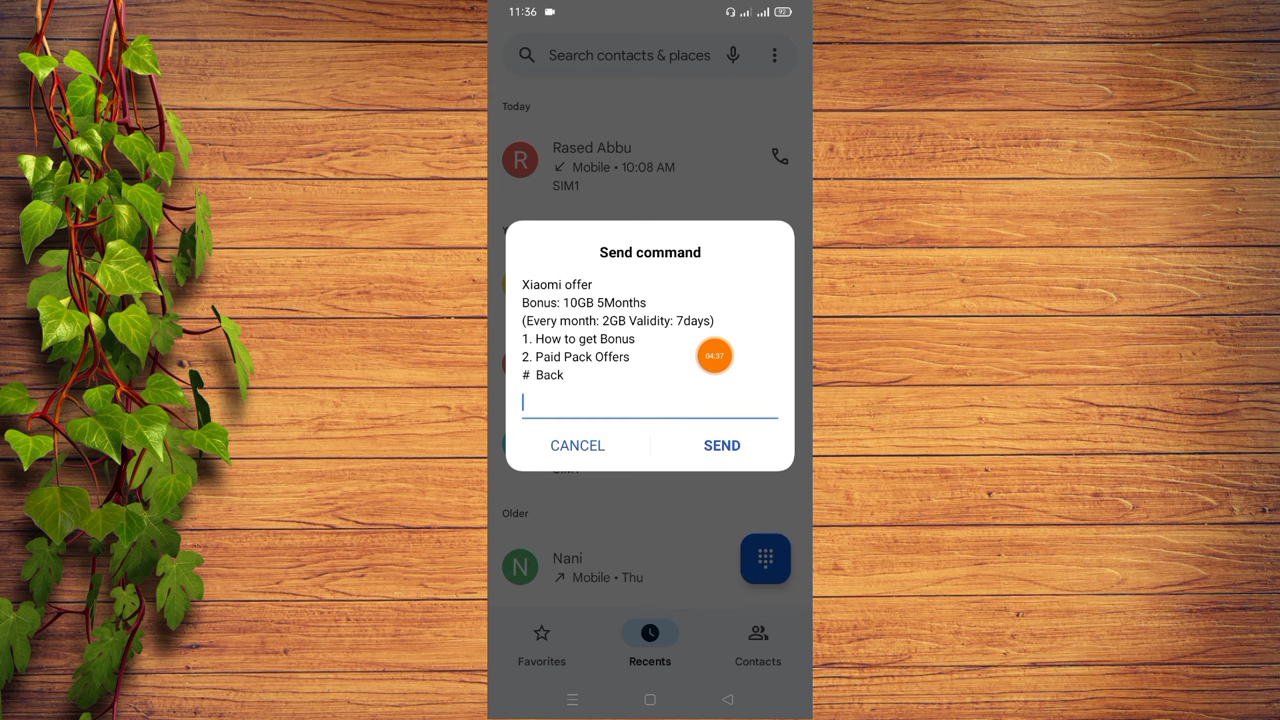 11:36
92
Search contacts & places
Today
R
Rased Abbu
Mobile • 10:08 AM
SIM1
Send command
Xiaomi offer
Bonus: 10GB 5Months
(Every month: 2GB Validity: 7days)
1. How to get Bonus
2. Paid Pack Offers
04:37
# Back
CANCEL
SEND
Older
N
Nani
Mobile • Thu
Favorites
Recents
Contacts